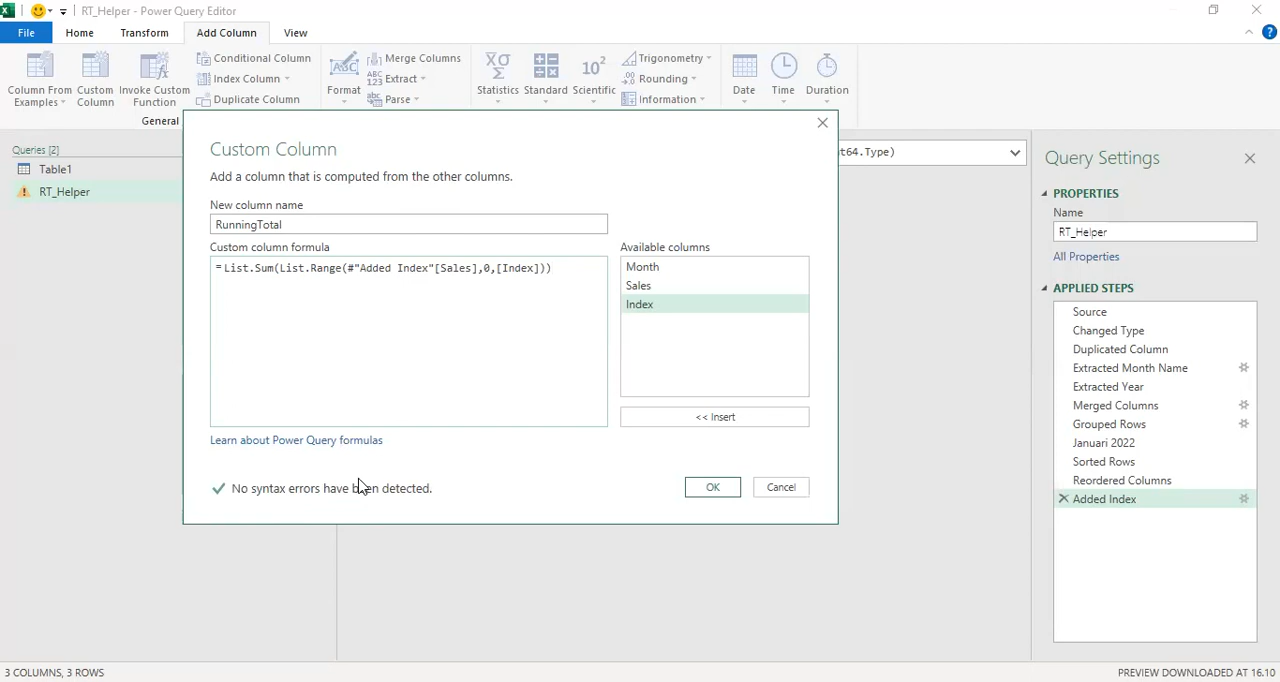 RT_Helper - Power Query Editor
File
Home
Transform
Add Column
View
Column From
Examples
Custom
Column
Invoke Custom
Function
Conditional Column
Index Column
Duplicate Column
General
Format
Merge Columns
Extract
Parse
Statistics
Standard
Scientific
Trigonometry
Rounding
Information
Date
Time
Duration
Queries [2]
Table1
RT_Helper
Custom Column
Add a column that is computed from the other columns.
New column name
RunningTotal
Custom column formula
=List.Sum(List.Range(#"Added Index"[Sales],0,[Index]))
Available columns
Month
Sales
Index
<< Insert
Learn about Power Query formulas
No syntax errors have been detected.
OK
Cancel
t64.Type)
Query Settings
PROPERTIES
Name
RT_Helper
All Properties
APPLIED STEPS
Source
Changed Type
Duplicated Column
Extracted Month Name
Extracted Year
Merged Columns
Grouped Rows
Januari 2022
Sorted Rows
Reordered Columns
Added Index
3 COLUMNS, 3 ROWS
PREVIEW DOWNLOADED AT 16.10